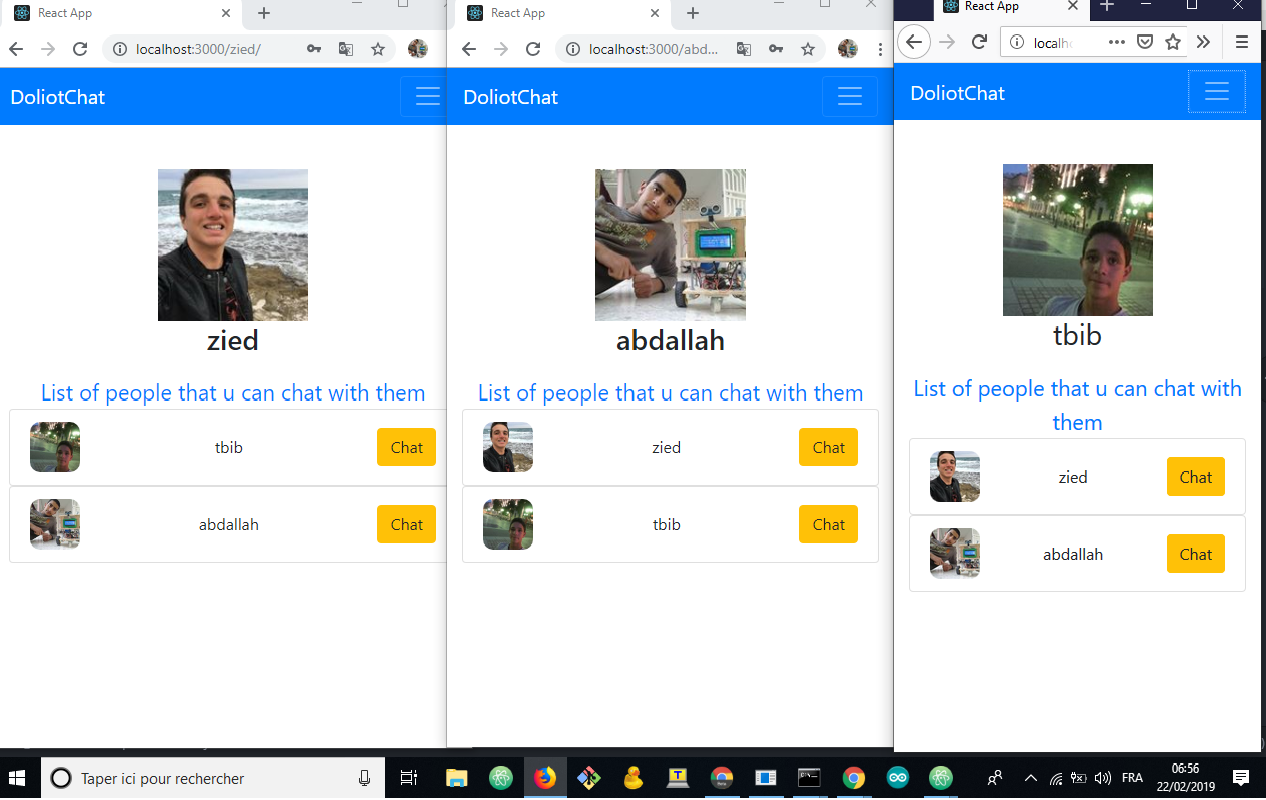 React App
localhost:3000/zied/
DoliotChat
zied
List of people that u can chat with them
tbib
Chat
abdallah
Chat
React App
localhost:3000/abd...
DoliotChat
abdallah
List of people that u can chat with them
zied
Chat
tbib
Chat
React App
localh
DoliotChat
tbib
List of people that u can chat with
them
zied
Chat
abdallah
Chat
Taper ici pour rechercher
FRA
06:56
22/02/2019